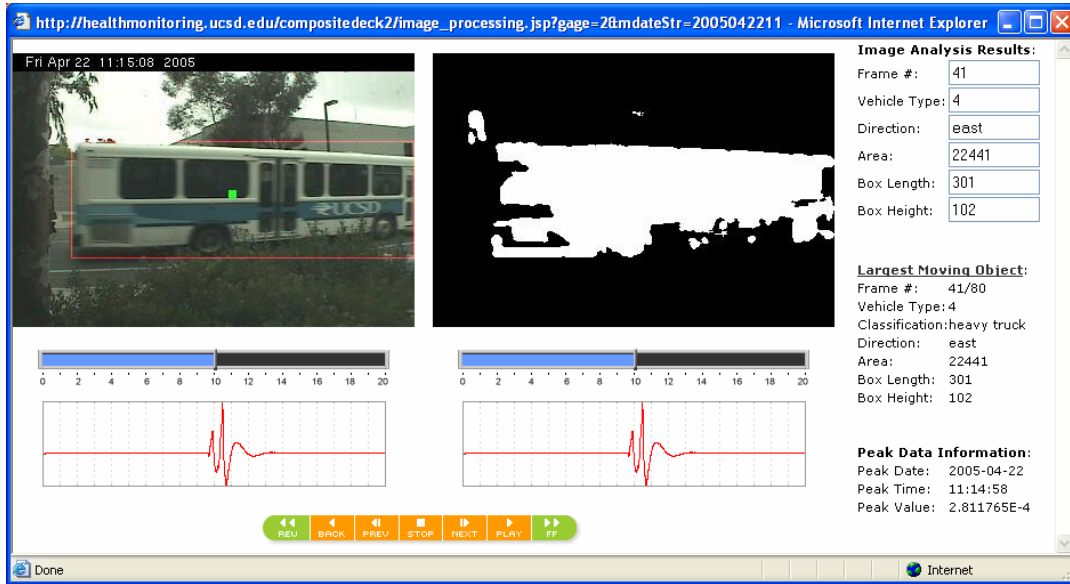 http://healthmonitoring.ucsd.edu/compositedeck2/image_processing.jsp?gage=2&mdateStr=2005042211 - Microsoft Internet Explorer
Fri Apr 22 11:15:08 2005
UCSD
0 2 4 6 8 10 12 14 16 18 20
0 2 4 6 8 10 12 14 16 18 20
REW BACK PREV STOP NEXT PLAY FF
Image Analysis Results:
Frame #: 41
Vehicle Type: 4
Direction: east
Area: 22441
Box Length: 301
Box Height: 102
Largest Moving Object:
Frame #: 41/80
Vehicle Type: 4
Classification: heavy truck
Direction: east
Area: 22441
Box Length: 301
Box Height: 102
Peak Data Information:
Peak Date: 2005-04-22
Peak Time: 11:14:58
Peak Value: 2.811765E-4
Done
Internet